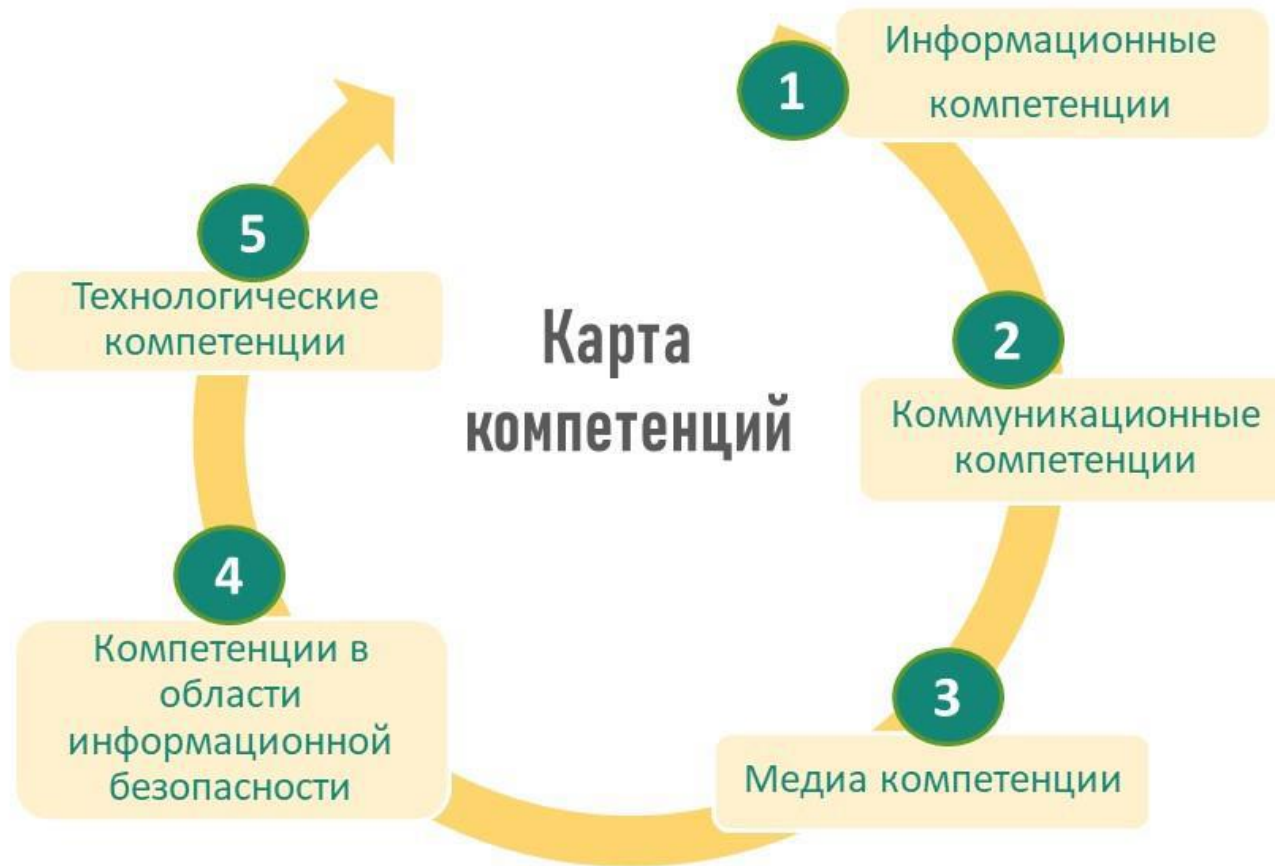 Карта
компетенций
1
Информационные
компетенции
2
Коммуникационные
компетенции
3
Медиа компетенции
4
Компетенции в
области
информационной
безопасности
5
Технологические
компетенции